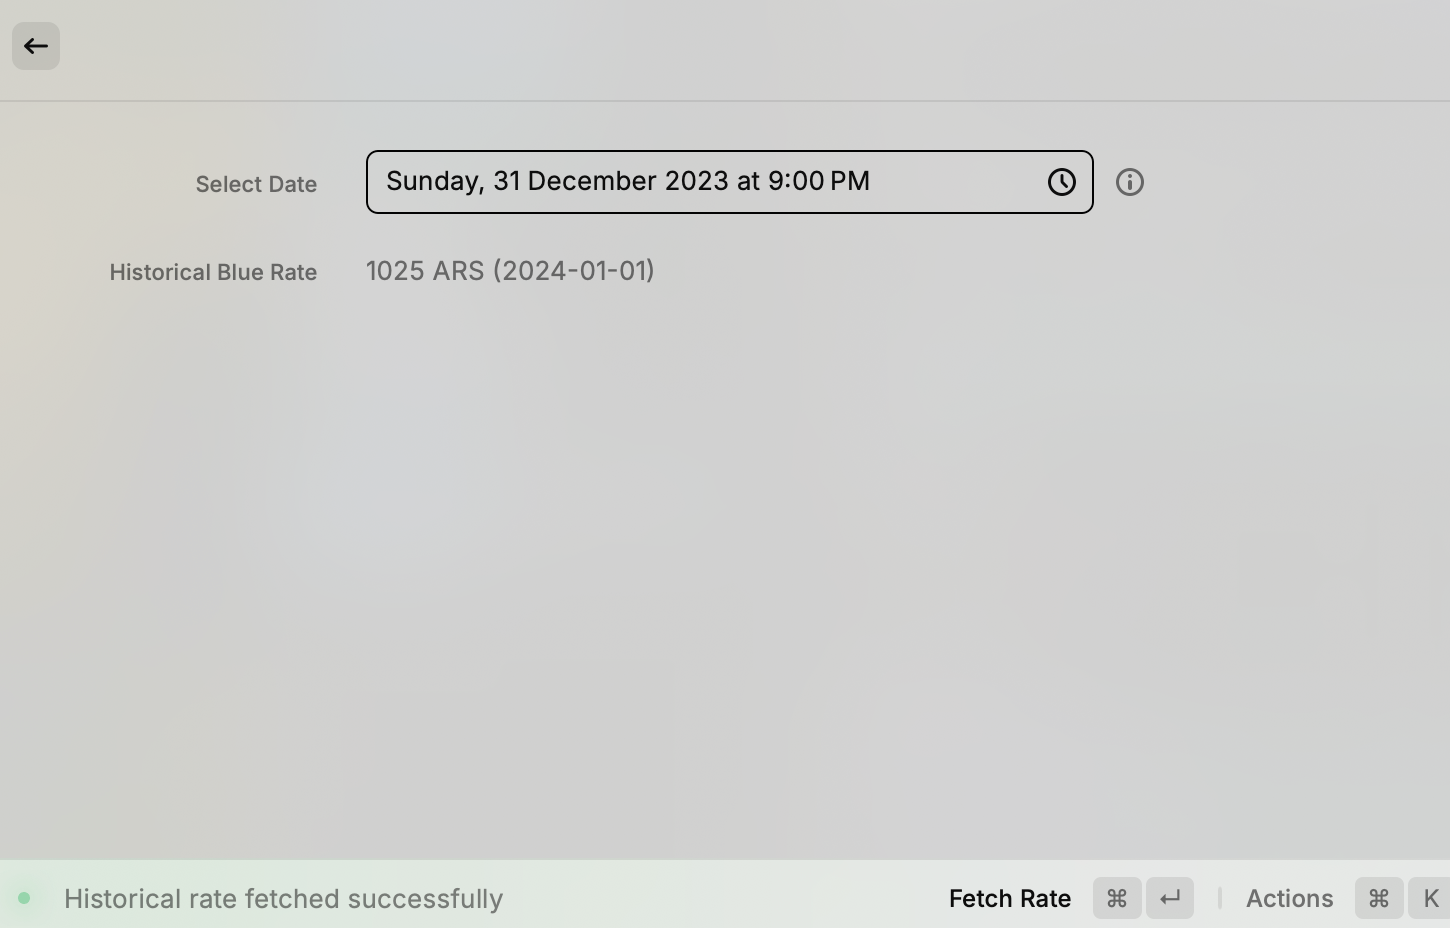 Select Date
Sunday, 31 December 2023 at 9:00 PM
Historical Blue Rate
1025 ARS (2024-01-01)
Historical rate fetched successfully
Fetch Rate ⌘ ↵ | Actions ⌘ K